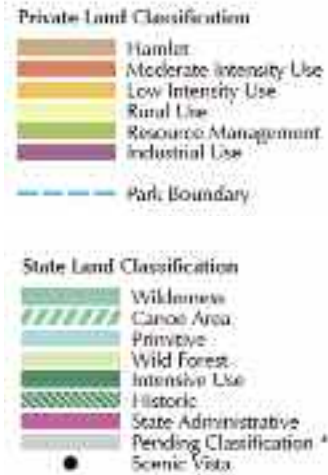 Private Land Classification
Hamlet
Moderate Intensity Use
Low Intensity Use
Rural Use
Resource Management
Industrial Use
Park Boundary
State Land Classification
Wilderness
Canoe Area
Primitive
Wild Forest
Intensive Use
Historic
State Administrative
Pending Classification *
Scenic Vista